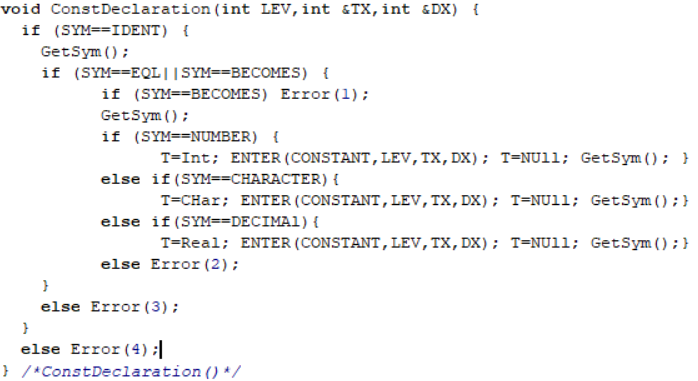 void ConstDeclaration(int LEV,int &TX,int &DX) {
  if (SYM==IDENT) {
    GetSym();
    if (SYM==EQL||SYM==BECOMES) {
          if (SYM==BECOMES) Error(1);
          GetSym();
          if (SYM==NUMBER) {
                T=Int; ENTER(CONSTANT,LEV,TX,DX); T=NUll; GetSym(); }
          else if(SYM==CHARACTER){
                T=CHar; ENTER(CONSTANT,LEV,TX,DX); T=NUll; GetSym();}
          else if(SYM==DECIMAl){
                T=Real; ENTER(CONSTANT,LEV,TX,DX); T=NUll; GetSym();}
          else Error(2);
    }
    else Error(3);
  }
  else Error(4);
} /*ConstDeclaration()*/